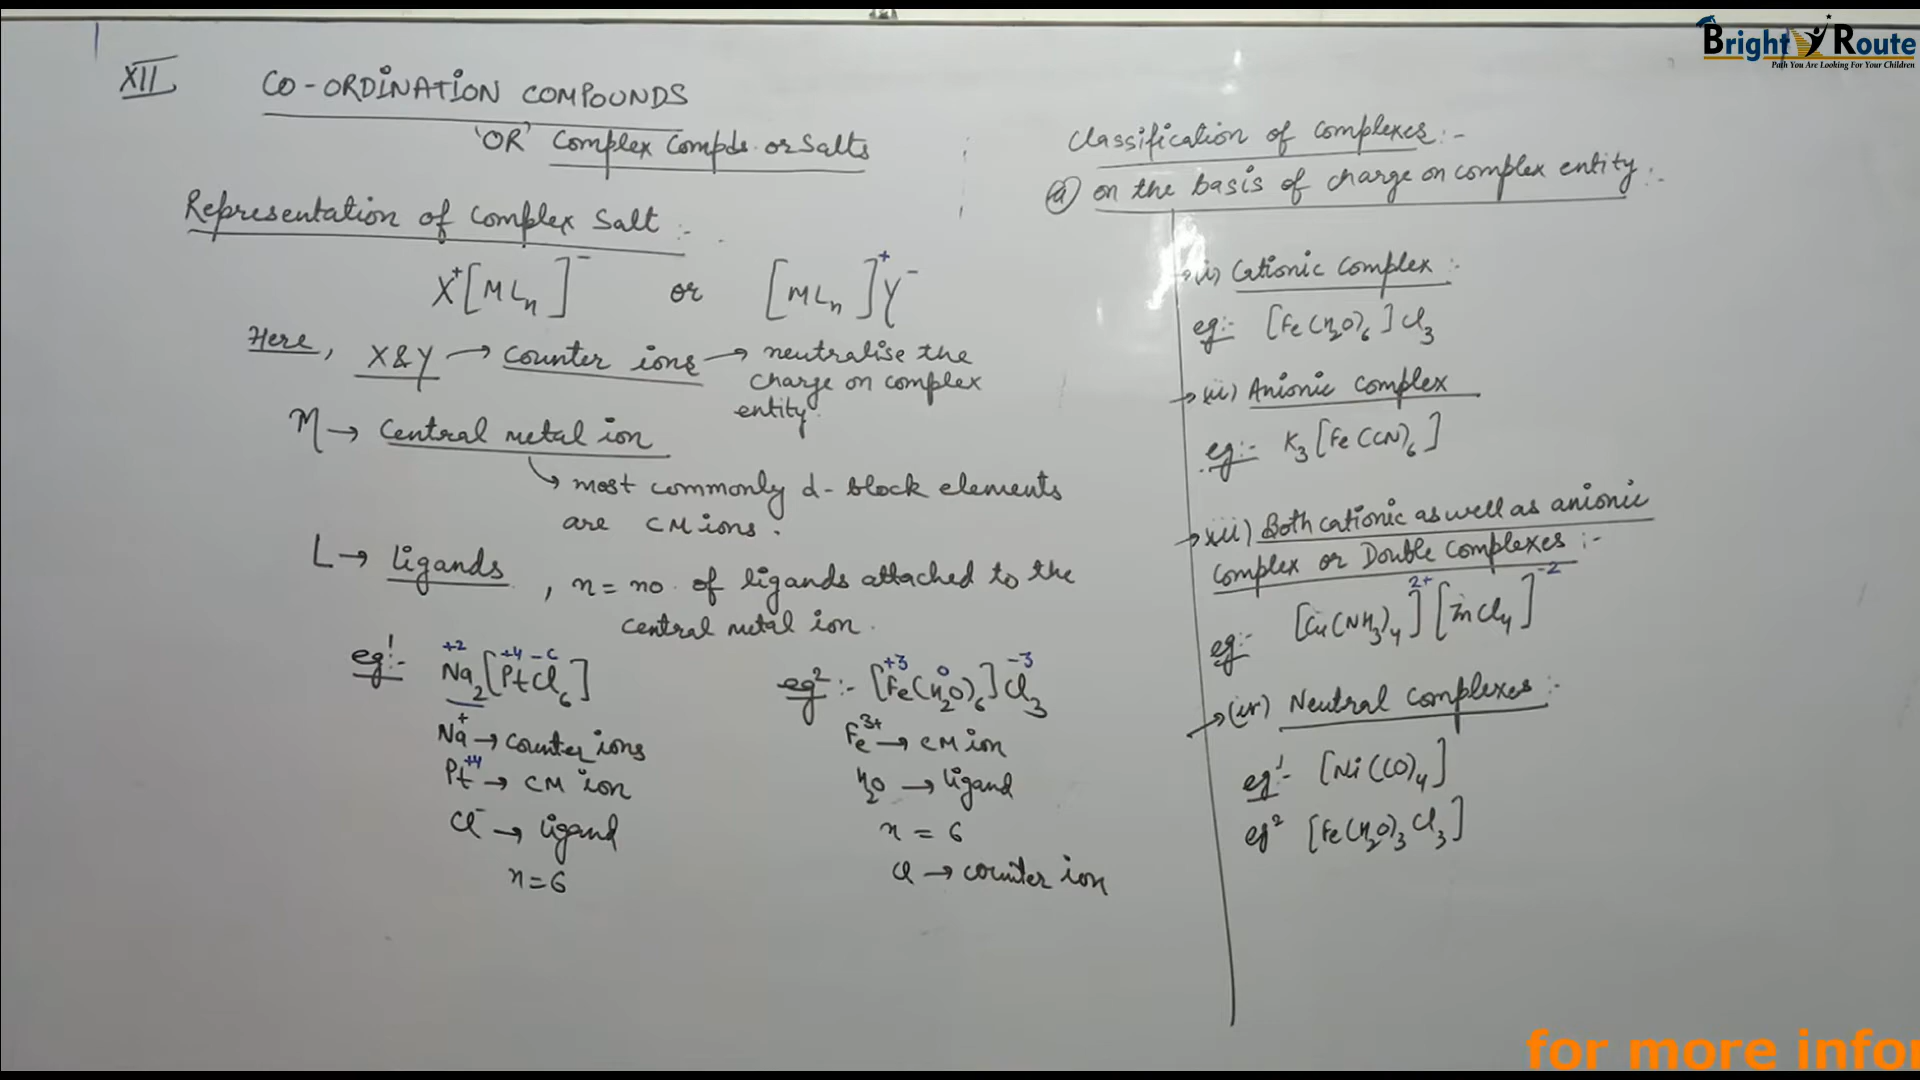 Bright Route
Path You Are Looking For Your Children
XII
CO-ORDINATION COMPOUNDS
'OR' Complex Compds. or Salts
Representation of Complex Salt :-
X⁺[MLn]⁻ or [MLn]⁺Y⁻
Here, X & Y → counter ions → neutralise the
charge on complex
entity.
M → Central metal ion
↳ most commonly d-block elements
are CM ions.
L → ligands, n = no. of ligands attached to the
central metal ion.
eg¹:- Na₂[PtCl₆]
+2 +4 -6
Na⁺ → counter ions
Pt⁺⁴ → CM ion
Cl⁻ → ligand
n = 6
eg²:- [Fe(H₂O)₆]Cl₃
+3 0 -3
Fe³⁺ → CM ion
H₂O → ligand
n = 6
Cl → counter ion
Classification of Complexes :-
(a) on the basis of charge on complex entity :-
→ (i) Cationic Complex :-
eg:- [Fe(H₂O)₆]Cl₃
→ (ii) Anionic Complex
eg:- K₃[Fe(CN)₆]
→ (iii) Both cationic as well as anionic
complex or Double Complexes :-
eg:- [Cu(NH₃)₄]²⁺[ZnCl₄]⁻²
→ (iv) Neutral Complexes :-
eg¹:- [Ni(CO)₄]
eg² [Fe(H₂O)₃Cl₃]
for more infor